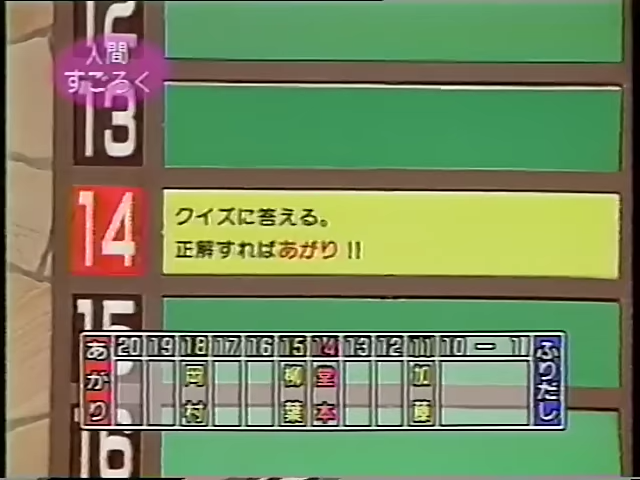 12
人間
すごろく
13
14
クイズに答える。
正解すればあがり!!
15
あがり 20 19 18 17 16 15 14 13 12 11 10 ー 1 ふりだし
岡村 柳葉 堂本 加藤
16